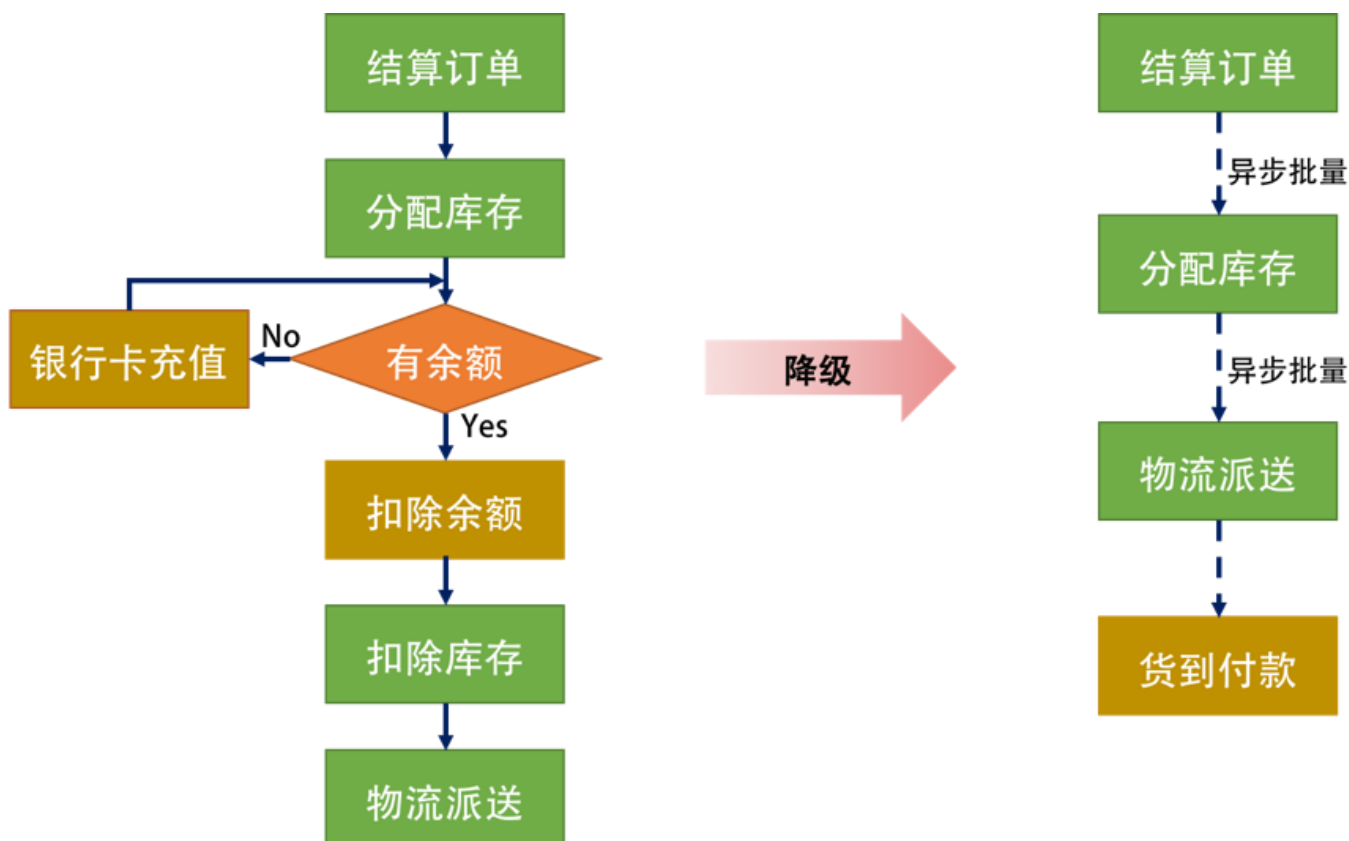 结算订单
分配库存
No
银行卡充值
有余额
Yes
扣除余额
扣除库存
物流派送
降级
结算订单
异步批量
分配库存
异步批量
物流派送
货到付款